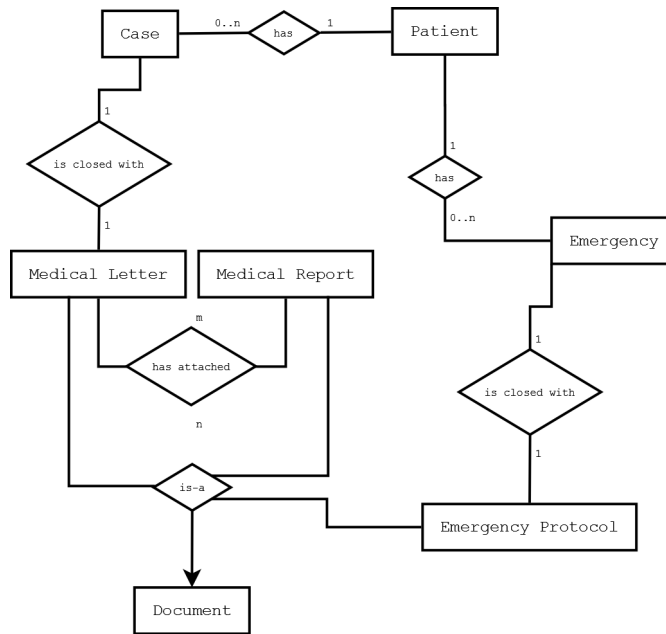 Case
0..n
has
1
Patient
1
is closed with
1
1
has
0..n
Emergency
Medical Letter
Medical Report
m
has attached
n
1
is closed with
1
is-a
Emergency Protocol
Document